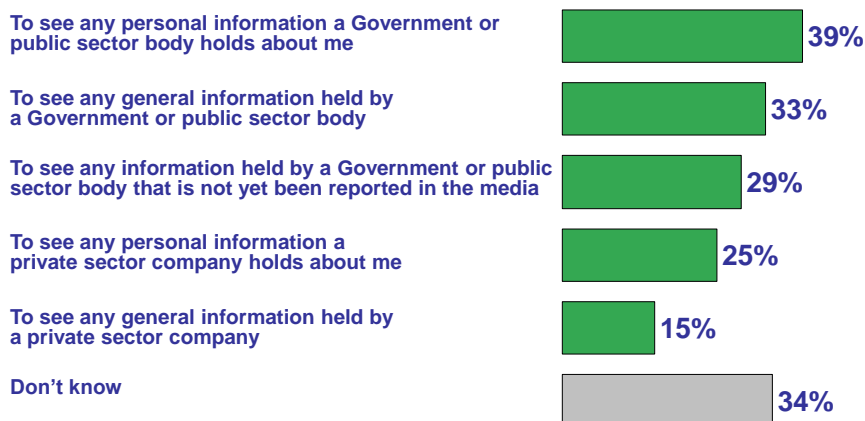 To see any personal information a Government or
public sector body holds about me
39%
To see any general information held by
a Government or public sector body
33%
To see any information held by a Government or public
sector body that is not yet been reported in the media
29%
To see any personal information a
private sector company holds about me
25%
To see any general information held by
a private sector company
15%
Don't know
34%